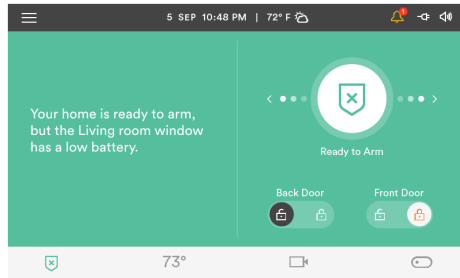 5 SEP 10:48 PM | 72° F
Your home is ready to arm,
but the Living room window
has a low battery.
Ready to Arm
Back Door
Front Door
73°